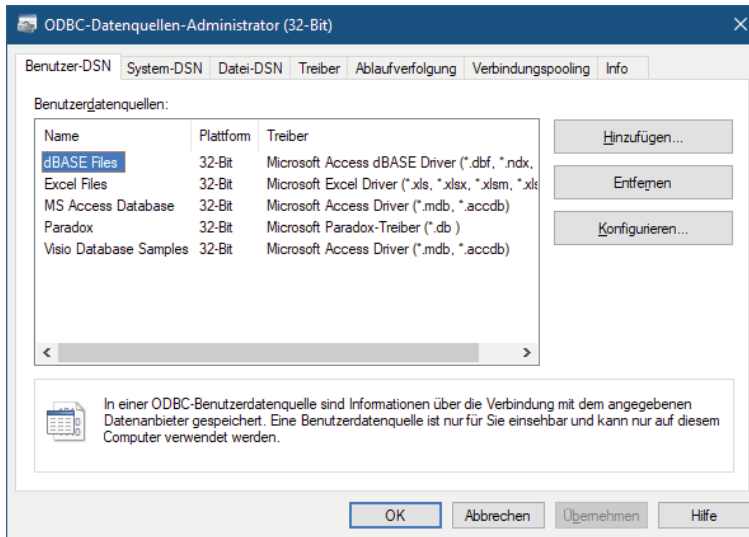 ODBC-Datenquellen-Administrator (32-Bit)
Benutzer-DSN System-DSN Datei-DSN Treiber Ablaufverfolgung Verbindungspooling Info
Benutzerdatenquellen:
Name Plattform Treiber
dBASE Files 32-Bit Microsoft Access dBASE Driver (*.dbf, *.ndx,
Excel Files 32-Bit Microsoft Excel Driver (*.xls, *.xlsx, *.xlsm, *.xls
MS Access Database 32-Bit Microsoft Access Driver (*.mdb, *.accdb)
Paradox 32-Bit Microsoft Paradox-Treiber (*.db )
Visio Database Samples 32-Bit Microsoft Access Driver (*.mdb, *.accdb)
Hinzufügen...
Entfernen
Konfigurieren...
In einer ODBC-Benutzerdatenquelle sind Informationen über die Verbindung mit dem angegebenen
Datenanbieter gespeichert. Eine Benutzerdatenquelle ist nur für Sie einsehbar und kann nur auf diesem
Computer verwendet werden.
OK Abbrechen Übernehmen Hilfe